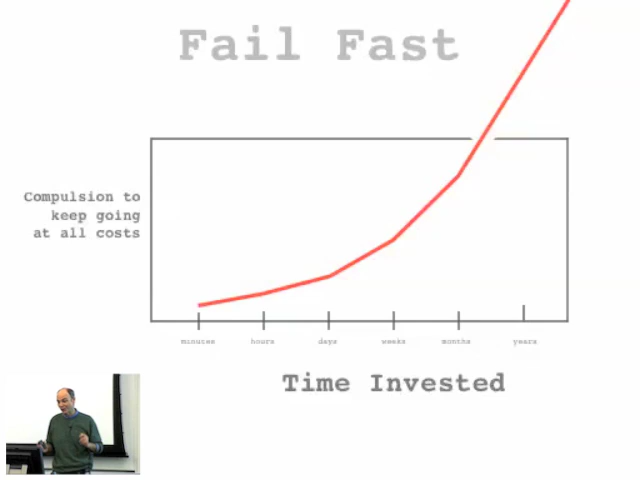 Fail Fast
Compulsion to
keep going
at all costs
minutes hours days weeks months years
Time Invested